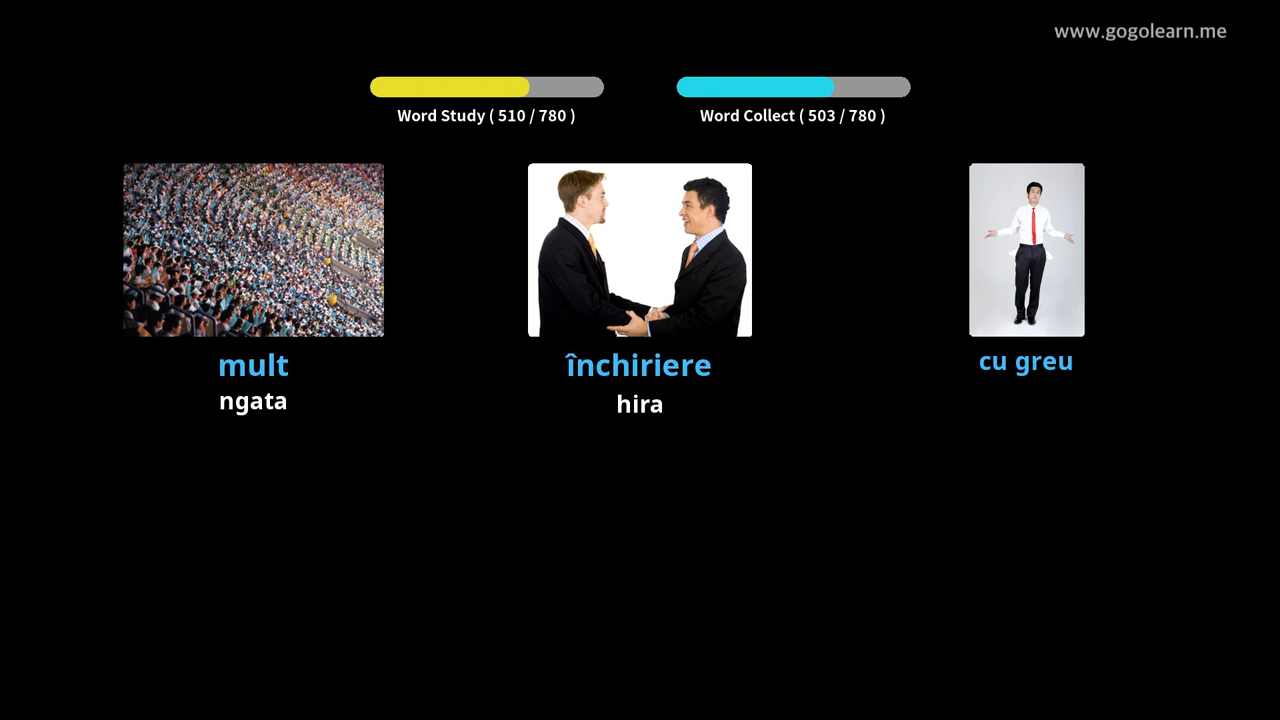 www.gogolearn.me
Word Study ( 510 / 780 )
Word Collect ( 503 / 780 )
mult
ngata
închiriere
hira
cu greu